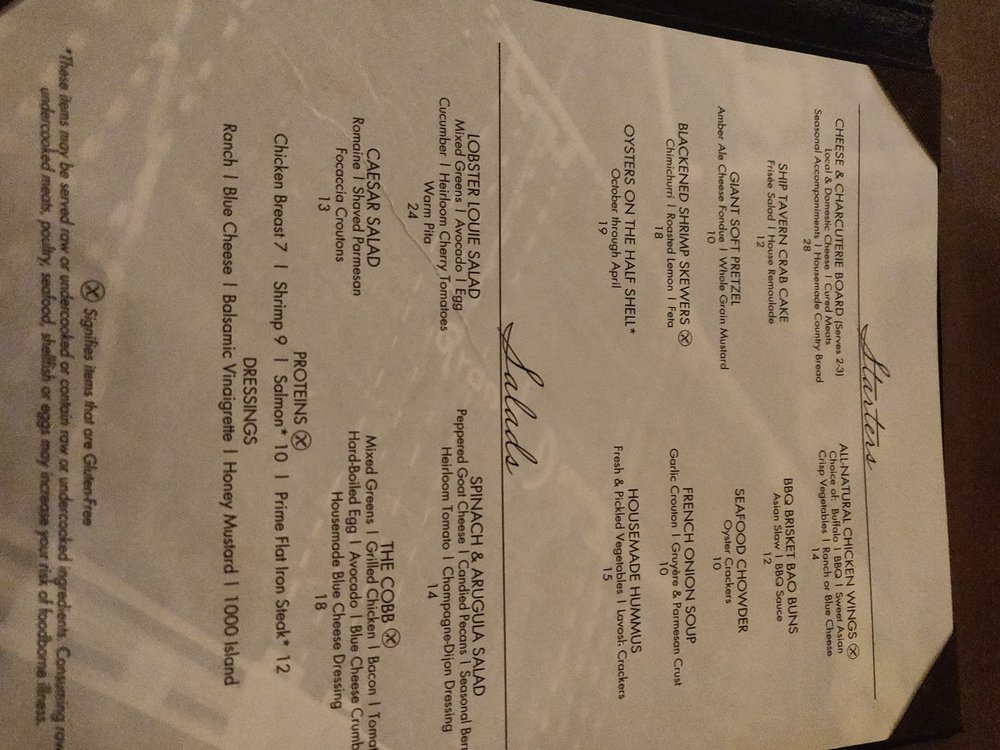 Starters
CHEESE & CHARCUTERIE BOARD (Serves 2-3)
Local & Domestic Cheese | Cured Meats
Seasonal Accompaniments | Housemade Country Bread
28
SHIP TAVERN CRAB CAKE
Frisée Salad | House Remoulade
12
GIANT SOFT PRETZEL
Amber Ale Cheese Fondue | Whole Grain Mustard
10
BLACKENED SHRIMP SKEWERS Ⓧ
Chimichurri | Roasted Lemon | Feta
18
OYSTERS ON THE HALF SHELL*
October through April
19
ALL-NATURAL CHICKEN WINGS Ⓧ
Choice of: Buffalo | BBQ | Sweet Asian
Crisp Vegetables | Ranch or Blue Cheese
14
BBQ BRISKET BAO BUNS
Asian Slaw | BBQ Sauce
12
SEAFOOD CHOWDER
Oyster Crackers
10
FRENCH ONION SOUP
Garlic Crouton | Gruyère & Parmesan Crust
10
HOUSEMADE HUMMUS
Fresh & Pickled Vegetables | Lavosh Crackers
15
Salads
LOBSTER LOUIE SALAD
Mixed Greens | Avocado | Egg
Cucumber | Heirloom Cherry Tomatoes
Warm Pita
24
CAESAR SALAD
Romaine | Shaved Parmesan
Focaccia Croutons
13
SPINACH & ARUGULA SALAD
Peppered Goat Cheese | Candied Pecans | Seasonal Ber
Heirloom Tomato | Champagne-Dijon Dressing
14
THE COBB Ⓧ
Mixed Greens | Grilled Chicken | Bacon | Tomat
Hard-Boiled Egg | Avocado | Blue Cheese Crumb
Housemade Blue Cheese Dressing
18
PROTEINS Ⓧ
Chicken Breast 7 | Shrimp 9 | Salmon* 10 | Prime Flat Iron Steak* 12
DRESSINGS
Ranch | Blue Cheese | Balsamic Vinaigrette | Honey Mustard | 1000 Island
Ⓧ Signifies items that are Gluten-Free
*These items may be served raw or undercooked or contain raw or undercooked ingredients. Consuming raw
undercooked meats, poultry, seafood, shellfish or eggs may increase your risk of foodborne illness.